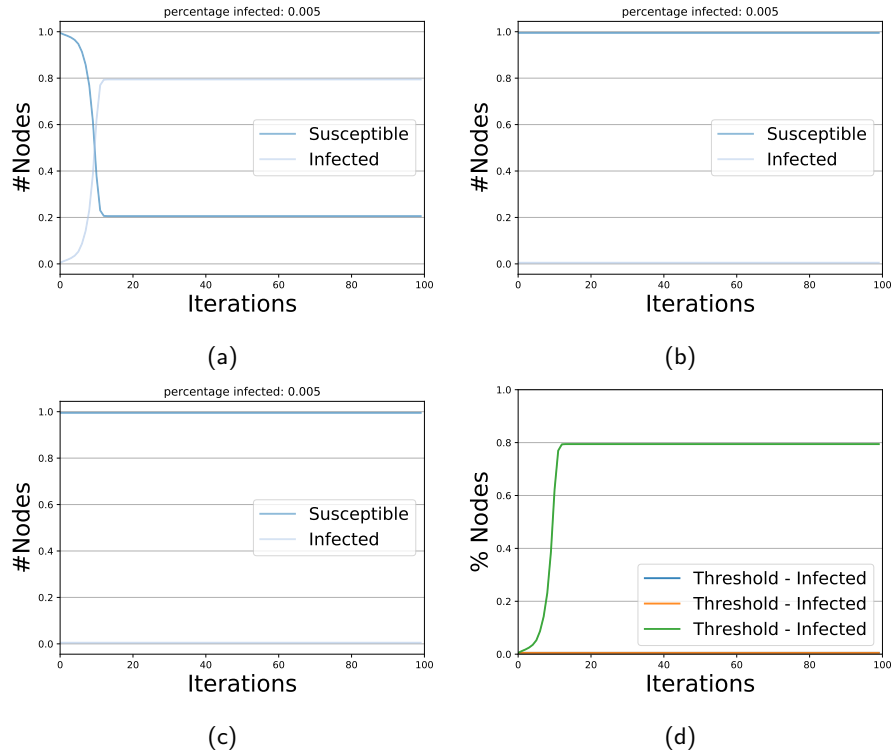 percentage infected: 0.005
1.0
0.8
0.6
0.4
0.2
0.0
#Nodes
Susceptible
Infected
0 20 40 60 80 100
Iterations
(a)
percentage infected: 0.005
1.0
0.8
0.6
0.4
0.2
0.0
#Nodes
Susceptible
Infected
0 20 40 60 80 100
Iterations
(b)
percentage infected: 0.005
1.0
0.8
0.6
0.4
0.2
0.0
#Nodes
Susceptible
Infected
0 20 40 60 80 100
Iterations
(c)
1.0
0.8
0.6
0.4
0.2
0.0
% Nodes
Threshold - Infected
Threshold - Infected
Threshold - Infected
0 20 40 60 80 100
Iterations
(d)